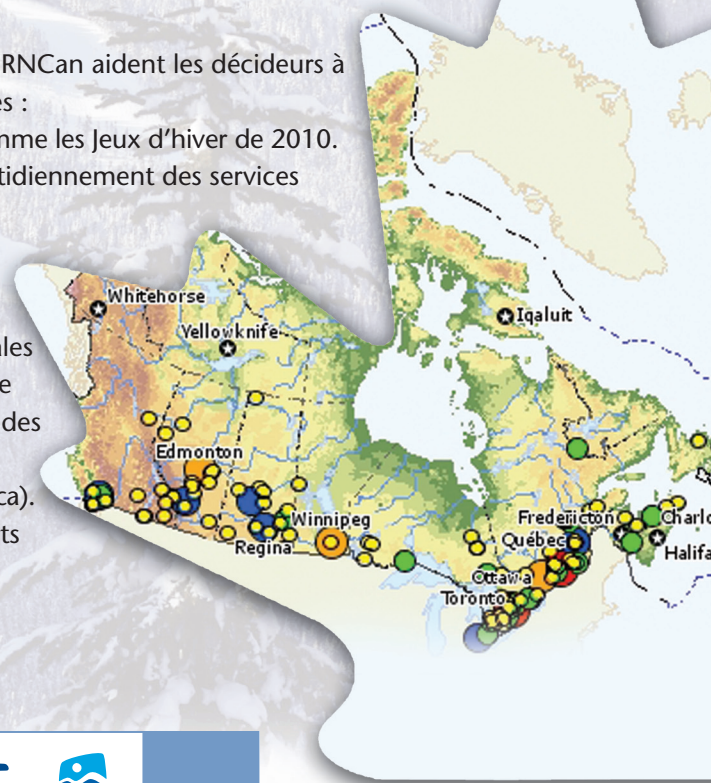 RNCan aident les décideurs à
es :
mme les Jeux d'hiver de 2010.
tidiennement des services
ales
e
des
ca).
ts
Whitehorse
Yellowknife
Iqaluit
Edmonton
Winnipeg
Regina
Fredericton
Charlo
Québec
Halifa
Ottawa
Toronto